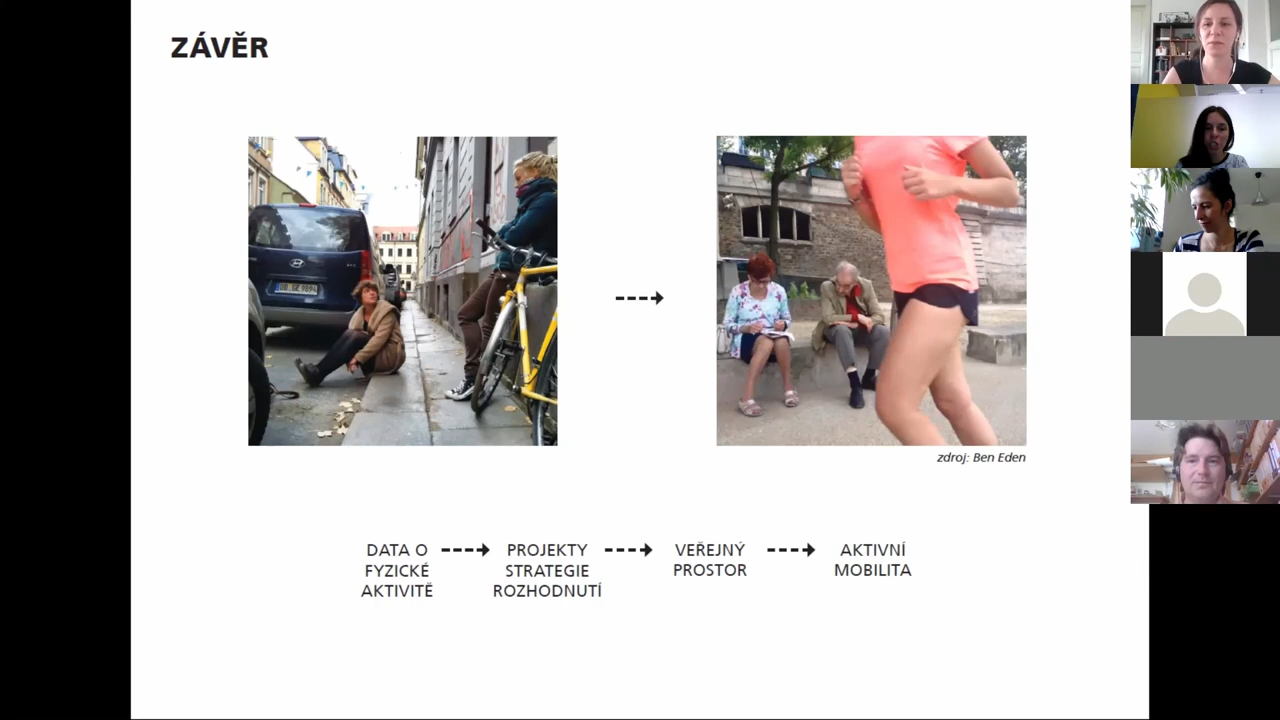 ZÁVĚR
zdroj: Ben Eden
DATA O
FYZICKÉ
AKTIVITĚ
PROJEKTY
STRATEGIE
ROZHODNUTÍ
VEŘEJNÝ
PROSTOR
AKTIVNÍ
MOBILITA